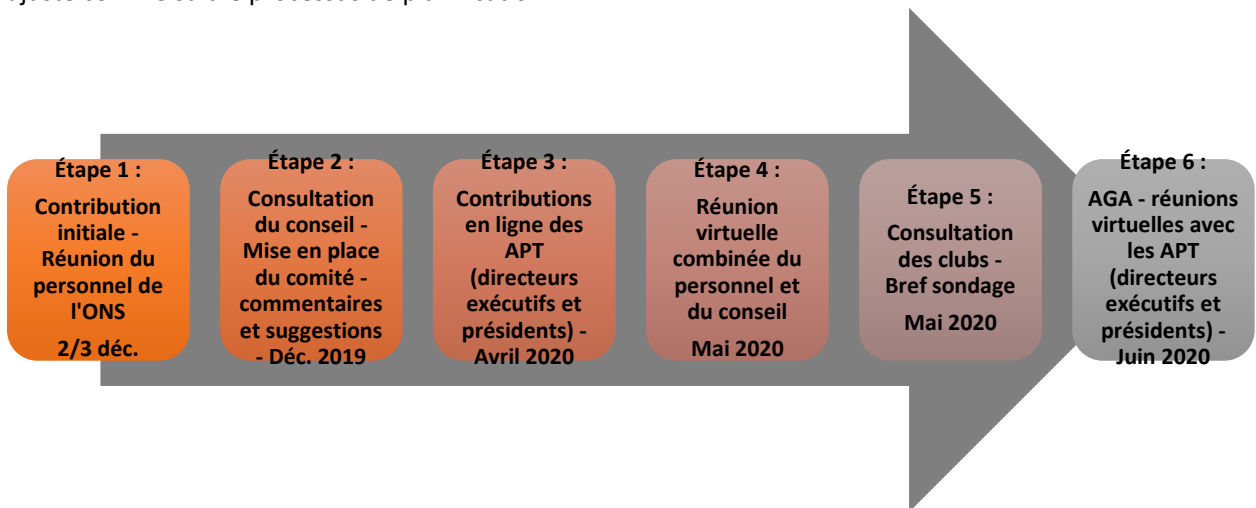 Étape 1 :
Contribution
initiale -
Réunion du
personnel de
l'ONS
2/3 déc.
Étape 2 :
Consultation
du conseil -
Mise en place
du comité -
commentaires
et suggestions
- Déc. 2019
Étape 3 :
Contributions
en ligne des
APT
(directeurs
exécutifs et
présidents) -
Avril 2020
Étape 4 :
Réunion
virtuelle
combinée du
personnel et
du conseil
Mai 2020
Étape 5 :
Consultation
des clubs -
Bref sondage
Mai 2020
Étape 6 :
AGA - réunions
virtuelles avec
les APT
(directeurs
exécutifs et
présidents) -
Juin 2020